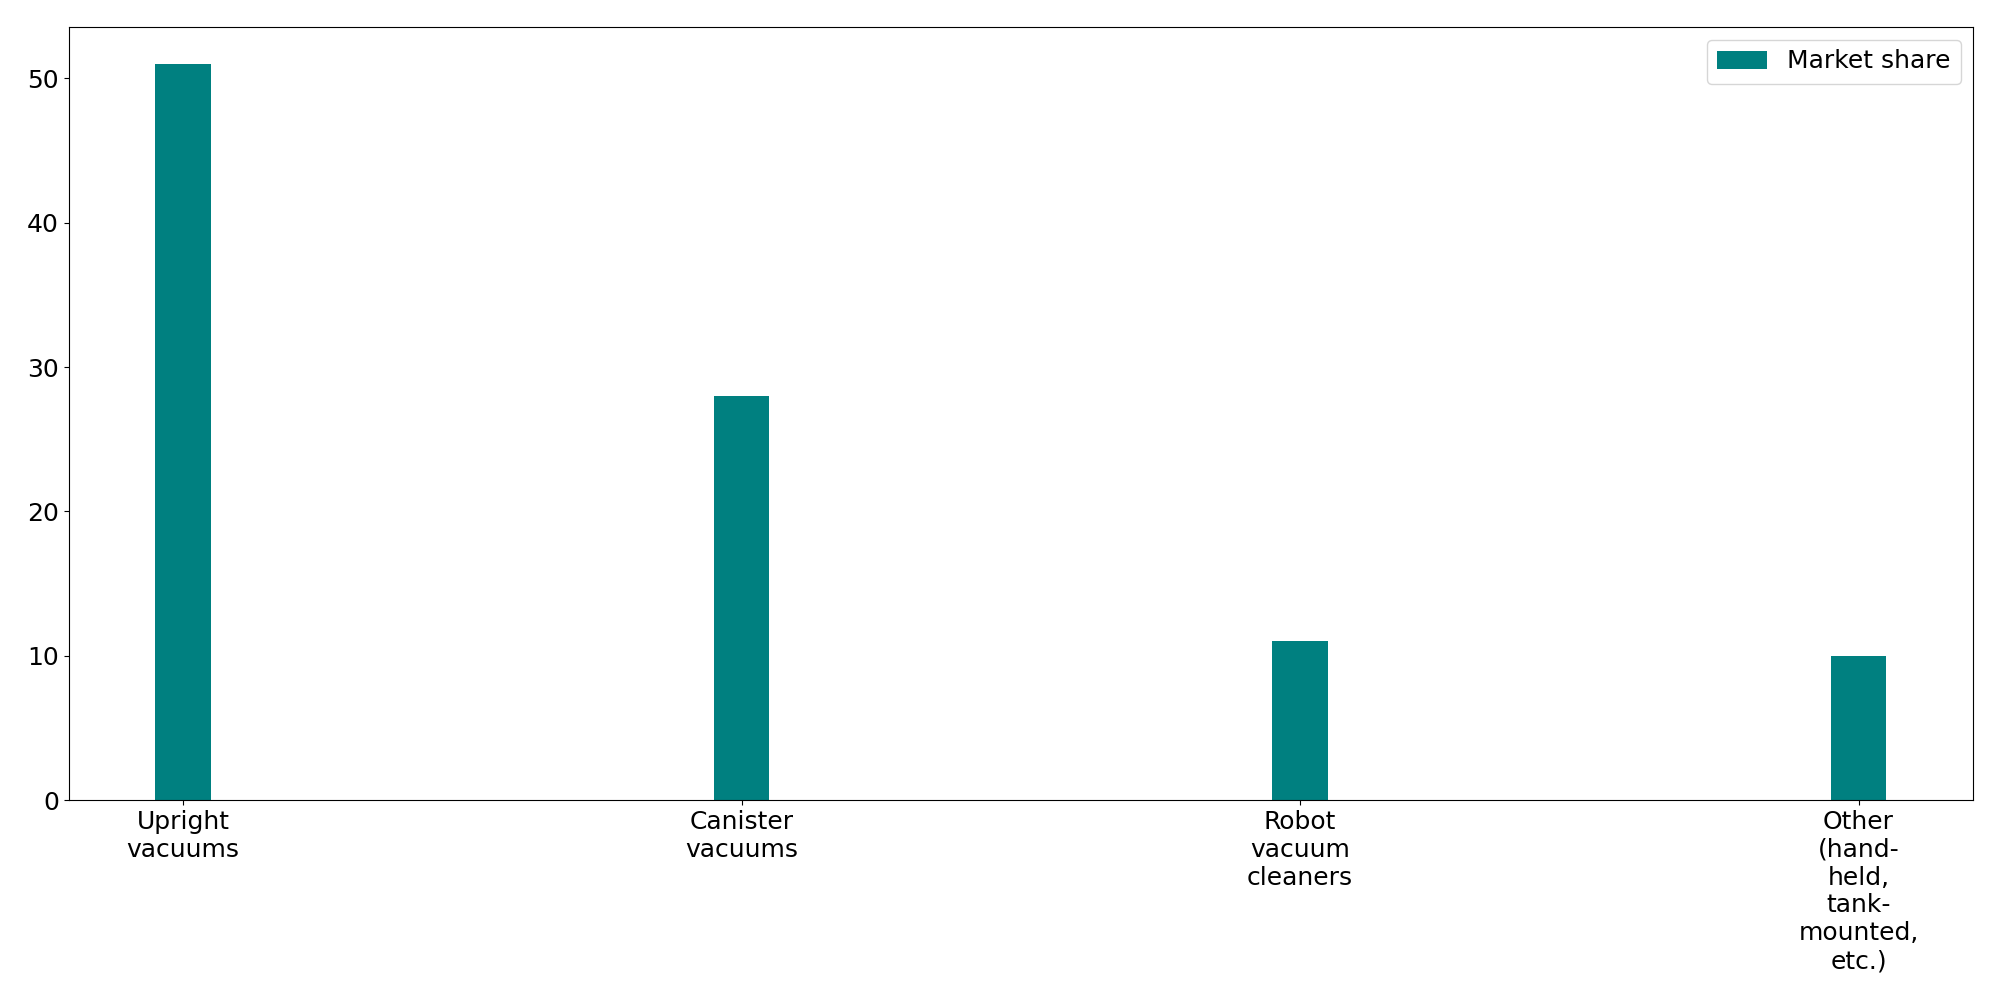 Market share
50
40
30
20
10
0
Upright
vacuums
Canister
vacuums
Robot
vacuum
cleaners
Other
(hand-
held,
tank-
mounted,
etc.)